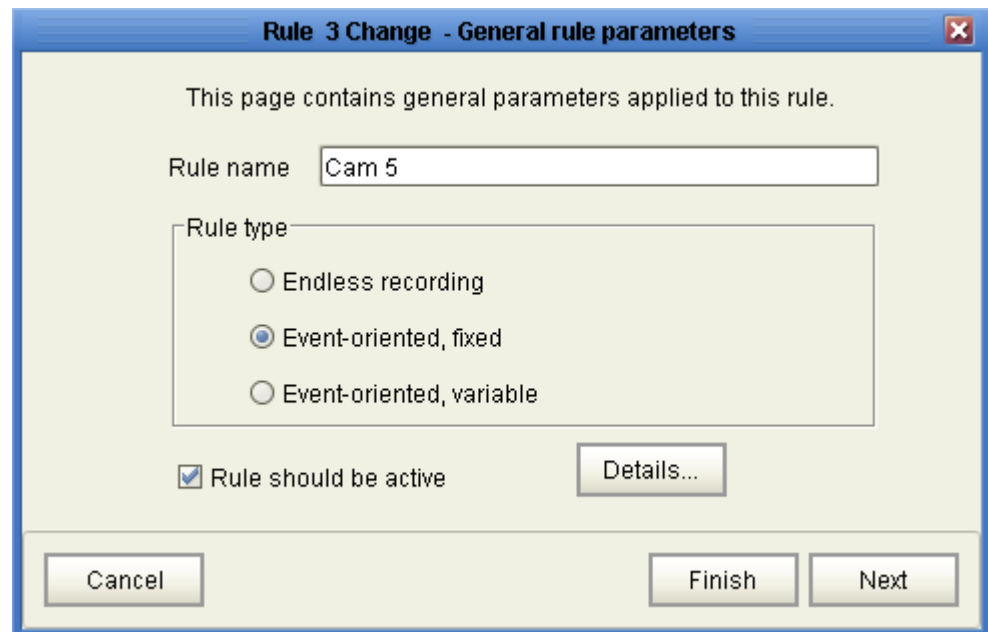 Rule 3 Change - General rule parameters
This page contains general parameters applied to this rule.
Rule name Cam 5
Rule type
Endless recording
Event-oriented, fixed
Event-oriented, variable
Rule should be active Details...
Cancel Finish Next